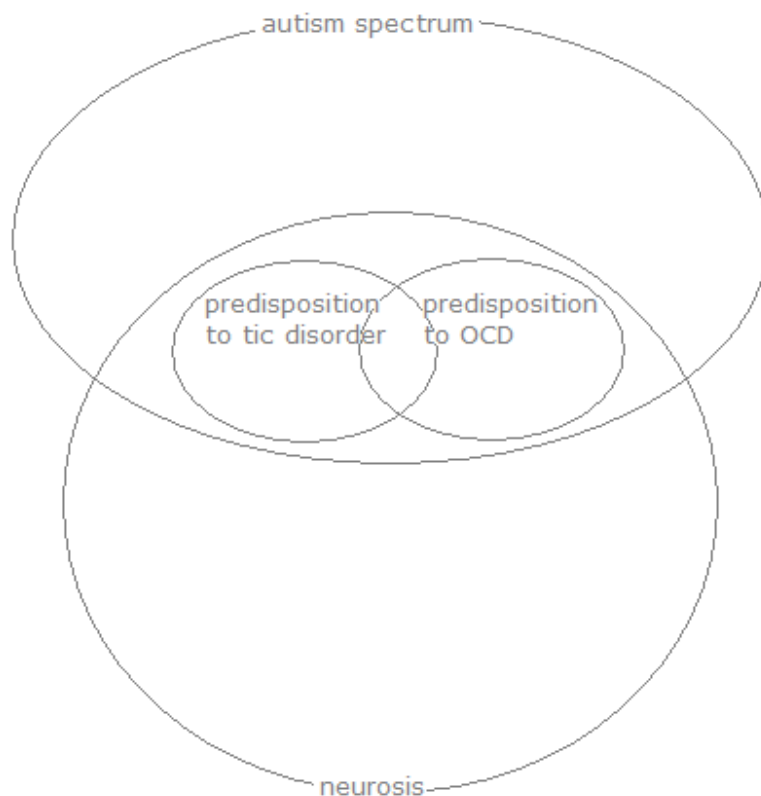 autism spectrum
predisposition
to tic disorder
predisposition
to OCD
neurosis